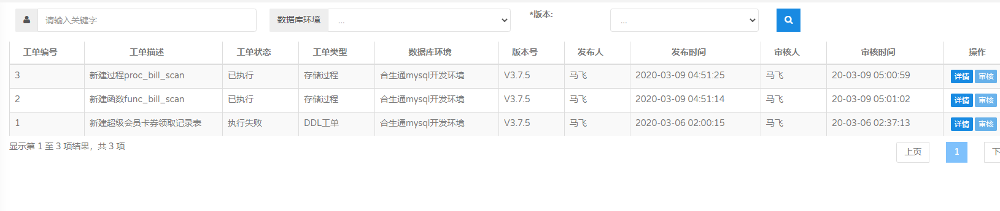 请输入关键字 数据库环境 ... *版本: ...
工单编号 工单描述 工单状态 工单类型 数据库环境 版本号 发布人 发布时间 审核人 审核时间 操作
3 新建过程proc_bill_scan 已执行 存储过程 合生通mysql开发环境 V3.7.5 马飞 2020-03-09 04:51:25 马飞 20-03-09 05:00:59 详情 审核
2 新建函数func_bill_scan 已执行 存储过程 合生通mysql开发环境 V3.7.5 马飞 2020-03-09 04:51:14 马飞 20-03-09 05:01:02 详情 审核
1 新建超级会员卡券领取记录表 执行失败 DDL工单 合生通mysql开发环境 V3.7.5 马飞 2020-03-06 02:00:15 马飞 20-03-06 02:37:13 详情 审核
显示第 1 至 3 项结果，共 3 项
上页 1 下